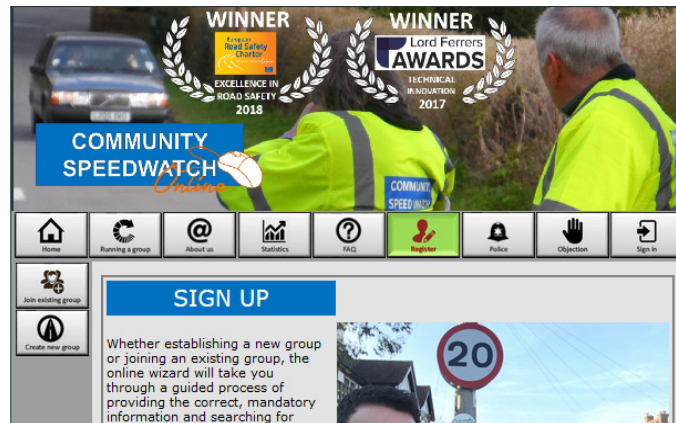 WINNER
European
Road Safety
Charter
EXCELLENCE IN
ROAD SAFETY
2018
WINNER
Lord Ferrers
AWARDS
TECHNICAL
INNOVATION
2017
COMMUNITY
SPEEDWATCH
Online
COMMUNITY
SPEED WATCH
Home
Running a group
About us
Statistics
FAQ
Register
Police
Objection
Sign in
Join existing group
Create new group
SIGN UP
Whether establishing a new group
or joining an existing group, the
online wizard will take you
through a guided process of
providing the correct, mandatory
information and searching for
20